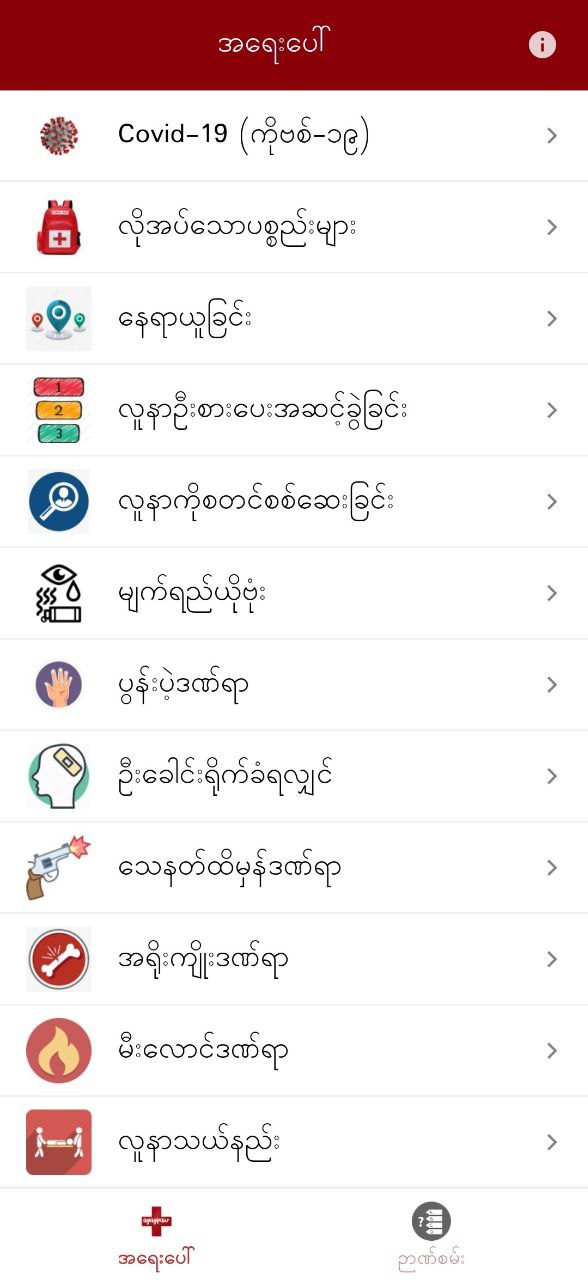 အရေးပေါ်
Covid-19 (ကိုဗစ်-၁၉)
လိုအပ်သောပစ္စည်းများ
နေရာယူခြင်း
1
2
3
လူနာဦးစားပေးအဆင့်ခွဲခြင်း
လူနာကိုစတင်စစ်ဆေးခြင်း
မျက်ရည်ယိုဗုံး
ပွန်းပဲ့ဒဏ်ရာ
ဦးခေါင်းရိုက်ခံရလျှင်
သေနတ်ထိမှန်ဒဏ်ရာ
အရိုးကျိုးဒဏ်ရာ
မီးလောင်ဒဏ်ရာ
လူနာသယ်နည်း
အရေးပေါ်
ဉာဏ်စမ်း